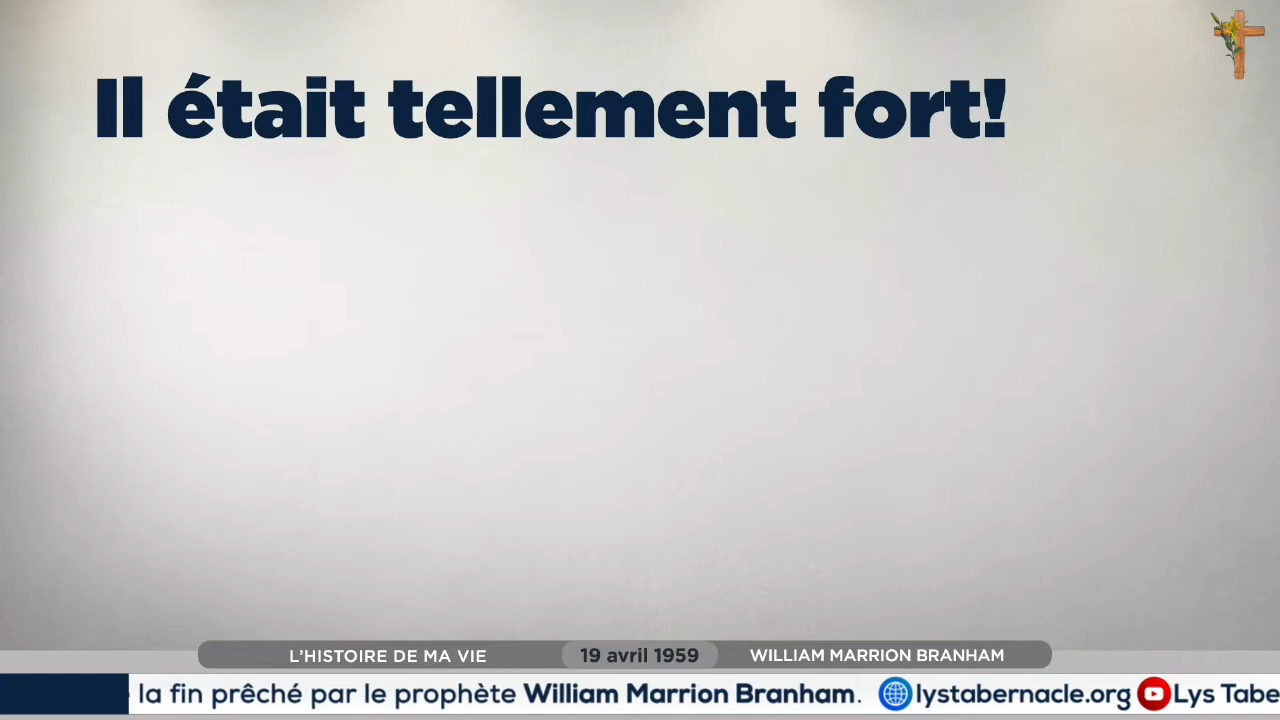 Il était tellement fort!
L'HISTOIRE DE MA VIE 19 avril 1959 WILLIAM MARRION BRANHAM
la fin prêché par le prophète William Marrion Branham. lystabernacle.org Lys Tabe